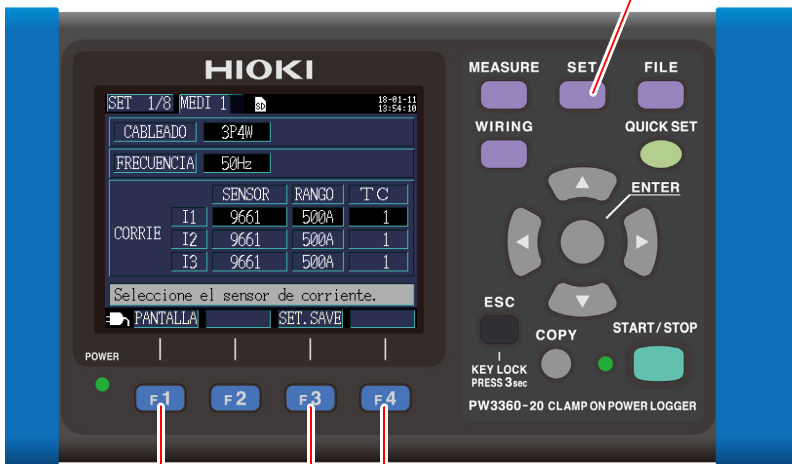 HIOKI
MEASURE SET FILE
SET 1/8 MEDI 1 SD 18-01-11
13:54:10
CABLEADO 3P4W
WIRING QUICK SET
FRECUENCIA 50Hz
ENTER
SENSOR RANGO TC
I1 9661 500A 1
CORRIE I2 9661 500A 1
I3 9661 500A 1
Seleccione el sensor de corriente.
ESC
PANTALLA SET.SAVE
COPY START/STOP
POWER
KEY LOCK
PRESS 3sec
F1 F2 F3 F4
PW3360-20 CLAMP ON POWER LOGGER